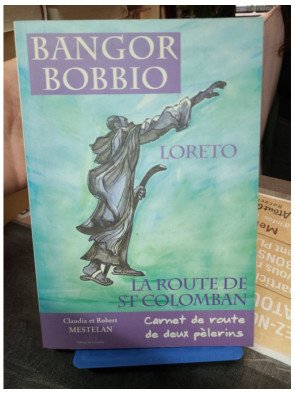 BANGOR
BOBBIO
LORETO
LA ROUTE DE
ST COLOMBAN
Claudia et Robert
MESTELAN
Carnet de route
de deux pèlerins